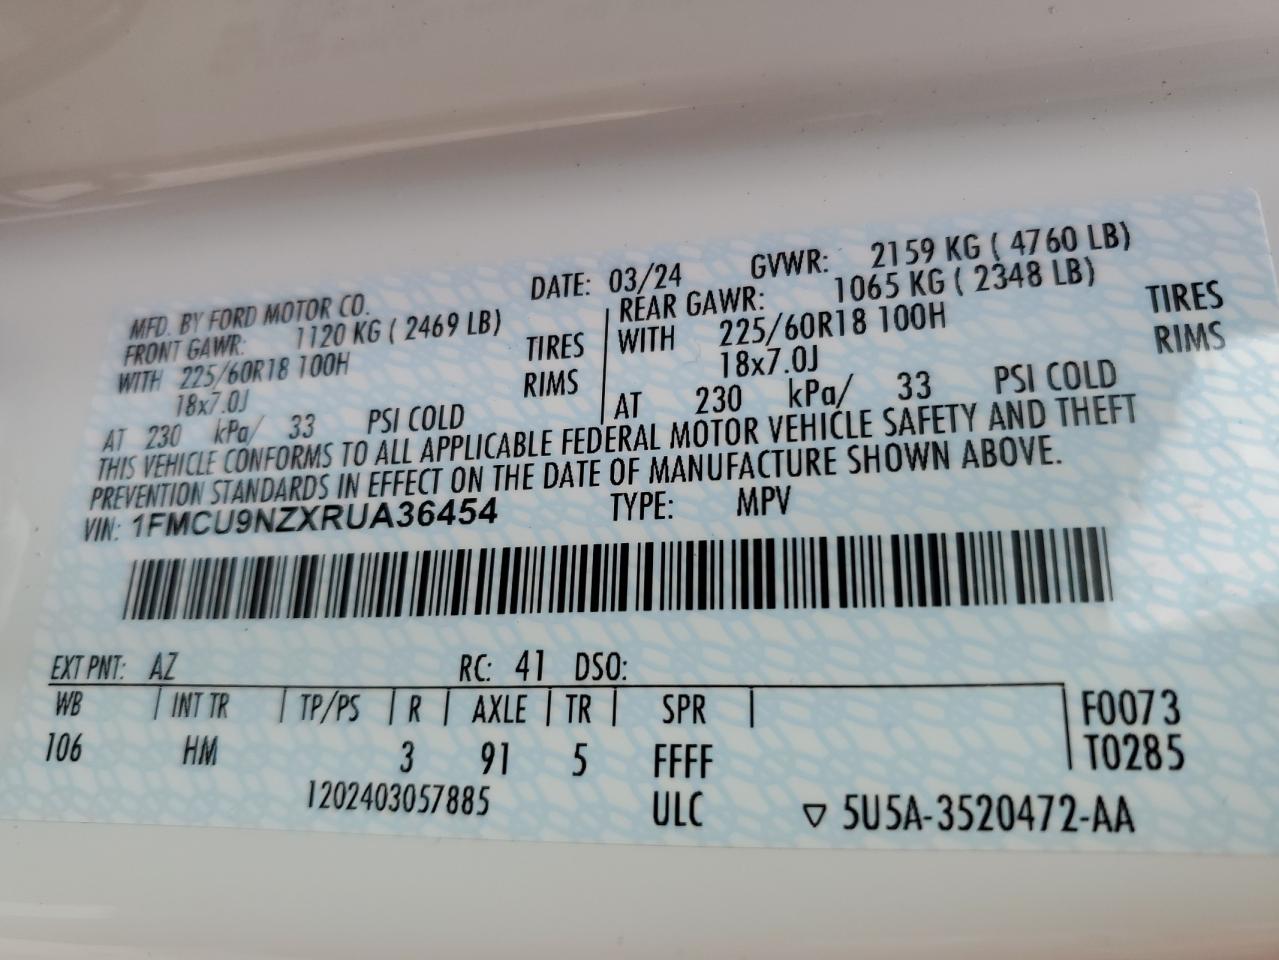 MFD. BY FORD MOTOR CO. DATE: 03/24 GVWR: 2159 KG ( 4760 LB)
FRONT GAWR: 1120 KG ( 2469 LB) REAR GAWR: 1065 KG ( 2348 LB)
WITH 225/60R18 100H TIRES WITH 225/60R18 100H TIRES
18x7.0J RIMS 18x7.0J RIMS
AT 230 kPa/ 33 PSI COLD AT 230 kPa/ 33 PSI COLD
THIS VEHICLE CONFORMS TO ALL APPLICABLE FEDERAL MOTOR VEHICLE SAFETY AND THEFT
PREVENTION STANDARDS IN EFFECT ON THE DATE OF MANUFACTURE SHOWN ABOVE.
VIN: 1FMCU9NZXRUA36454 TYPE: MPV
EXT PNT: AZ RC: 41 DSO:
WB INT TR TP/PS R AXLE TR SPR F0073
106 HM 3 91 5 FFFF T0285
1202403057885 ULC ▽ 5U5A-3520472-AA